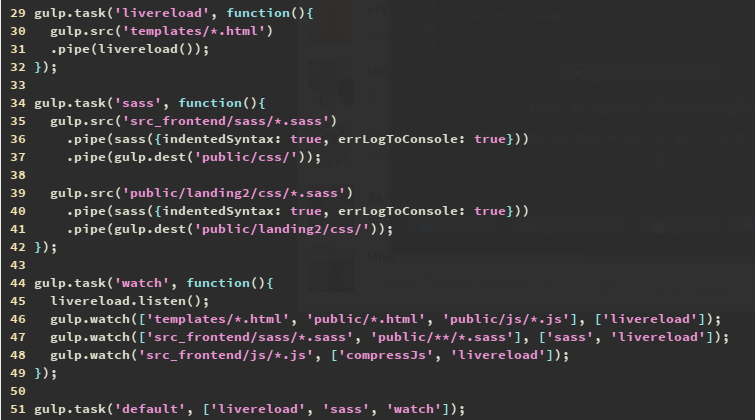 29 gulp.task('livereload', function(){
30   gulp.src('templates/*.html')
31   .pipe(livereload());
32 });
33
34 gulp.task('sass', function(){
35   gulp.src('src_frontend/sass/*.sass')
36     .pipe(sass({indentedSyntax: true, errLogToConsole: true}))
37     .pipe(gulp.dest('public/css/'));
38
39   gulp.src('public/landing2/css/*.sass')
40     .pipe(sass({indentedSyntax: true, errLogToConsole: true}))
41     .pipe(gulp.dest('public/landing2/css/'));
42 });
43
44 gulp.task('watch', function(){
45   livereload.listen();
46   gulp.watch(['templates/*.html', 'public/*.html', 'public/js/*.js'], ['livereload']);
47   gulp.watch(['src_frontend/sass/*.sass', 'public/**/*.sass'], ['sass', 'livereload']);
48   gulp.watch('src_frontend/js/*.js', ['compressJs', 'livereload']);
49 });
50
51 gulp.task('default', ['livereload', 'sass', 'watch']);